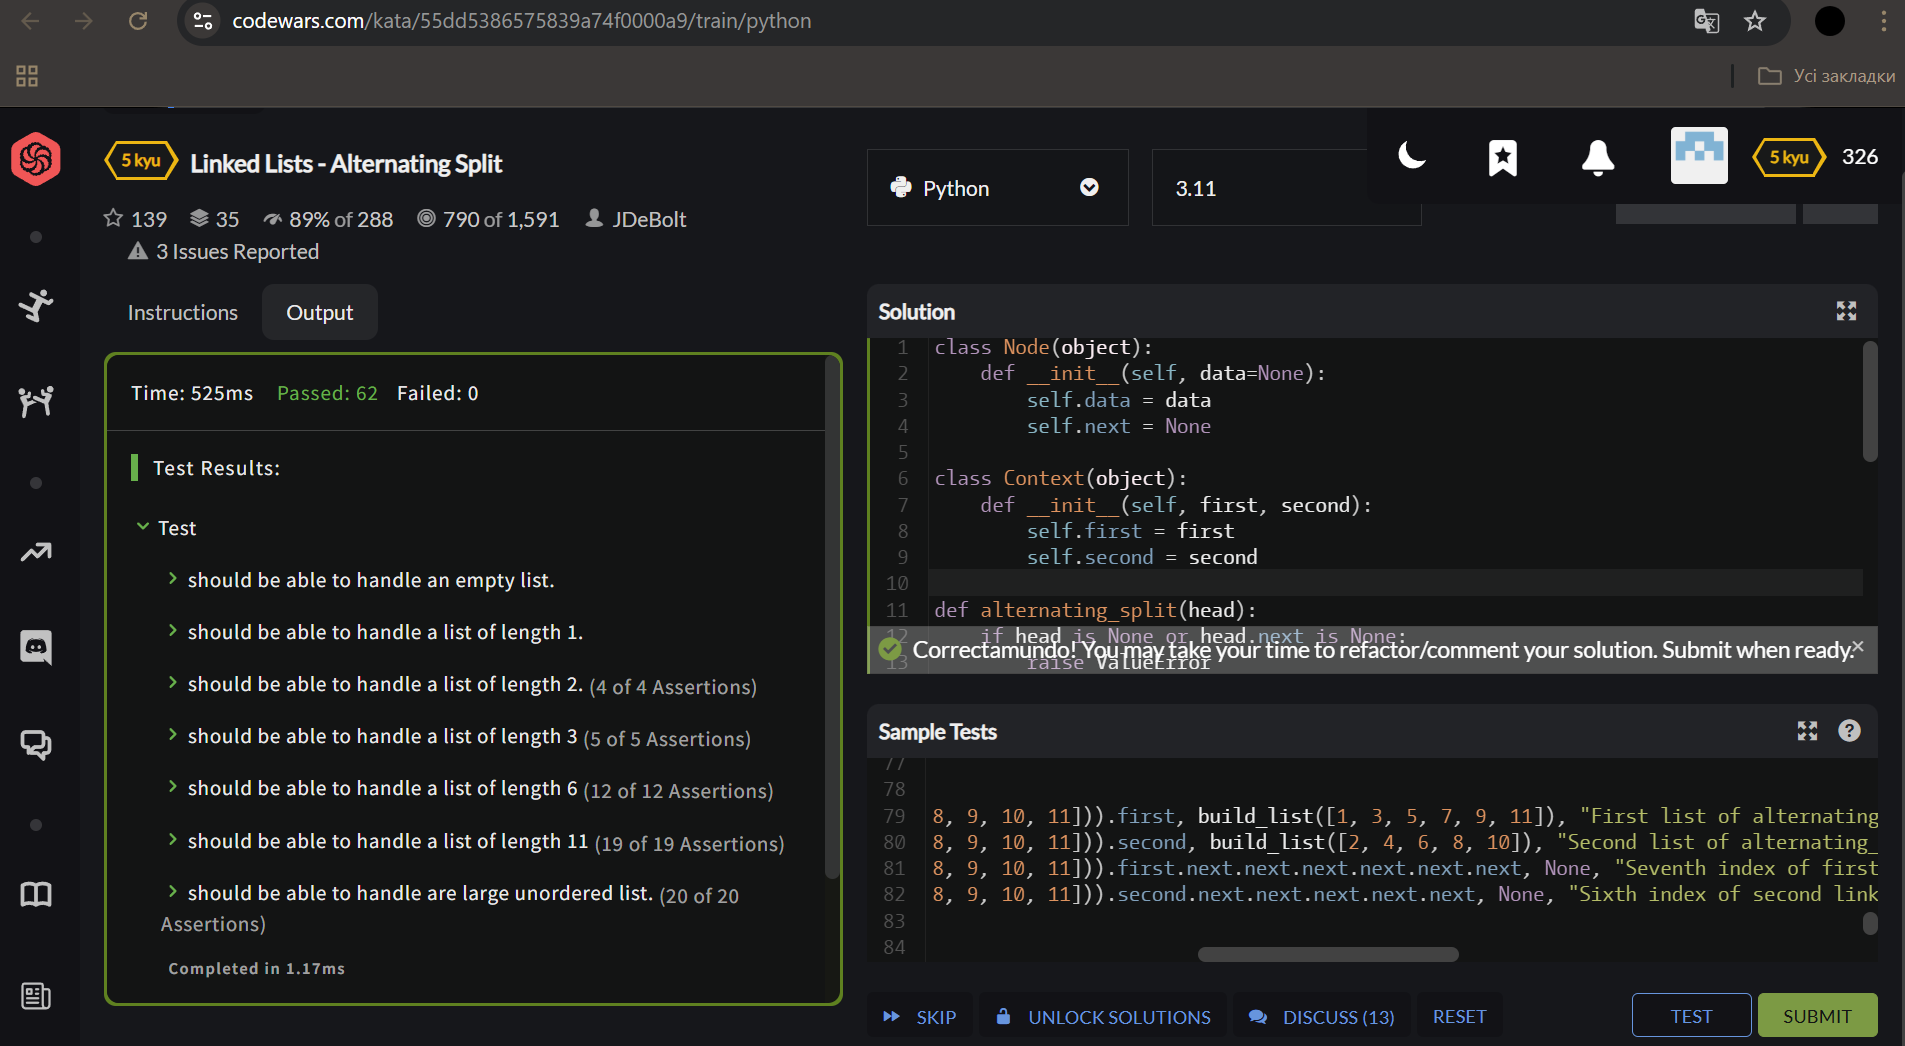 codewars.com/kata/55dd5386575839a74f0000a9/train/python
Усі закладки
5 kyu Linked Lists - Alternating Split
139 35 89% of 288 790 of 1,591 JDeBolt
3 Issues Reported
Python
3.11
5 kyu 326
Instructions Output
Time: 525ms Passed: 62 Failed: 0
Test Results:
Test
should be able to handle an empty list.
should be able to handle a list of length 1.
should be able to handle a list of length 2. (4 of 4 Assertions)
should be able to handle a list of length 3 (5 of 5 Assertions)
should be able to handle a list of length 6 (12 of 12 Assertions)
should be able to handle a list of length 11 (19 of 19 Assertions)
should be able to handle are large unordered list. (20 of 20
Assertions)
Completed in 1.17ms
Solution
1 class Node(object):
2     def __init__(self, data=None):
3         self.data = data
4         self.next = None
5
6 class Context(object):
7     def __init__(self, first, second):
8         self.first = first
9         self.second = second
10
11 def alternating_split(head):
12     if head is None or head.next is None:
13         raise ValueError
Correctamundo! You may take your time to refactor/comment your solution. Submit when ready.
Sample Tests
77
78
79 8, 9, 10, 11])).first, build_list([1, 3, 5, 7, 9, 11]), "First list of alternating
80 8, 9, 10, 11])).second, build_list([2, 4, 6, 8, 10]), "Second list of alternating_
81 8, 9, 10, 11])).first.next.next.next.next.next.next, None, "Seventh index of first
82 8, 9, 10, 11])).second.next.next.next.next.next, None, "Sixth index of second link
83
84
SKIP UNLOCK SOLUTIONS DISCUSS (13) RESET TEST SUBMIT